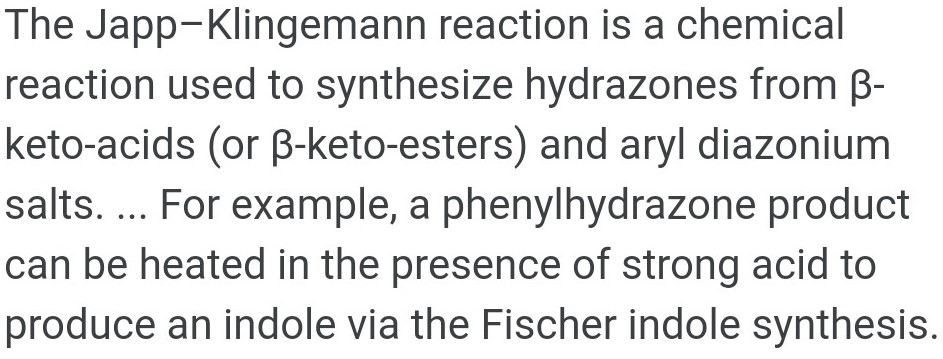 The Japp–Klingemann reaction is a chemical
reaction used to synthesize hydrazones from β-
keto-acids (or β-keto-esters) and aryl diazonium
salts. ... For example, a phenylhydrazone product
can be heated in the presence of strong acid to
produce an indole via the Fischer indole synthesis.